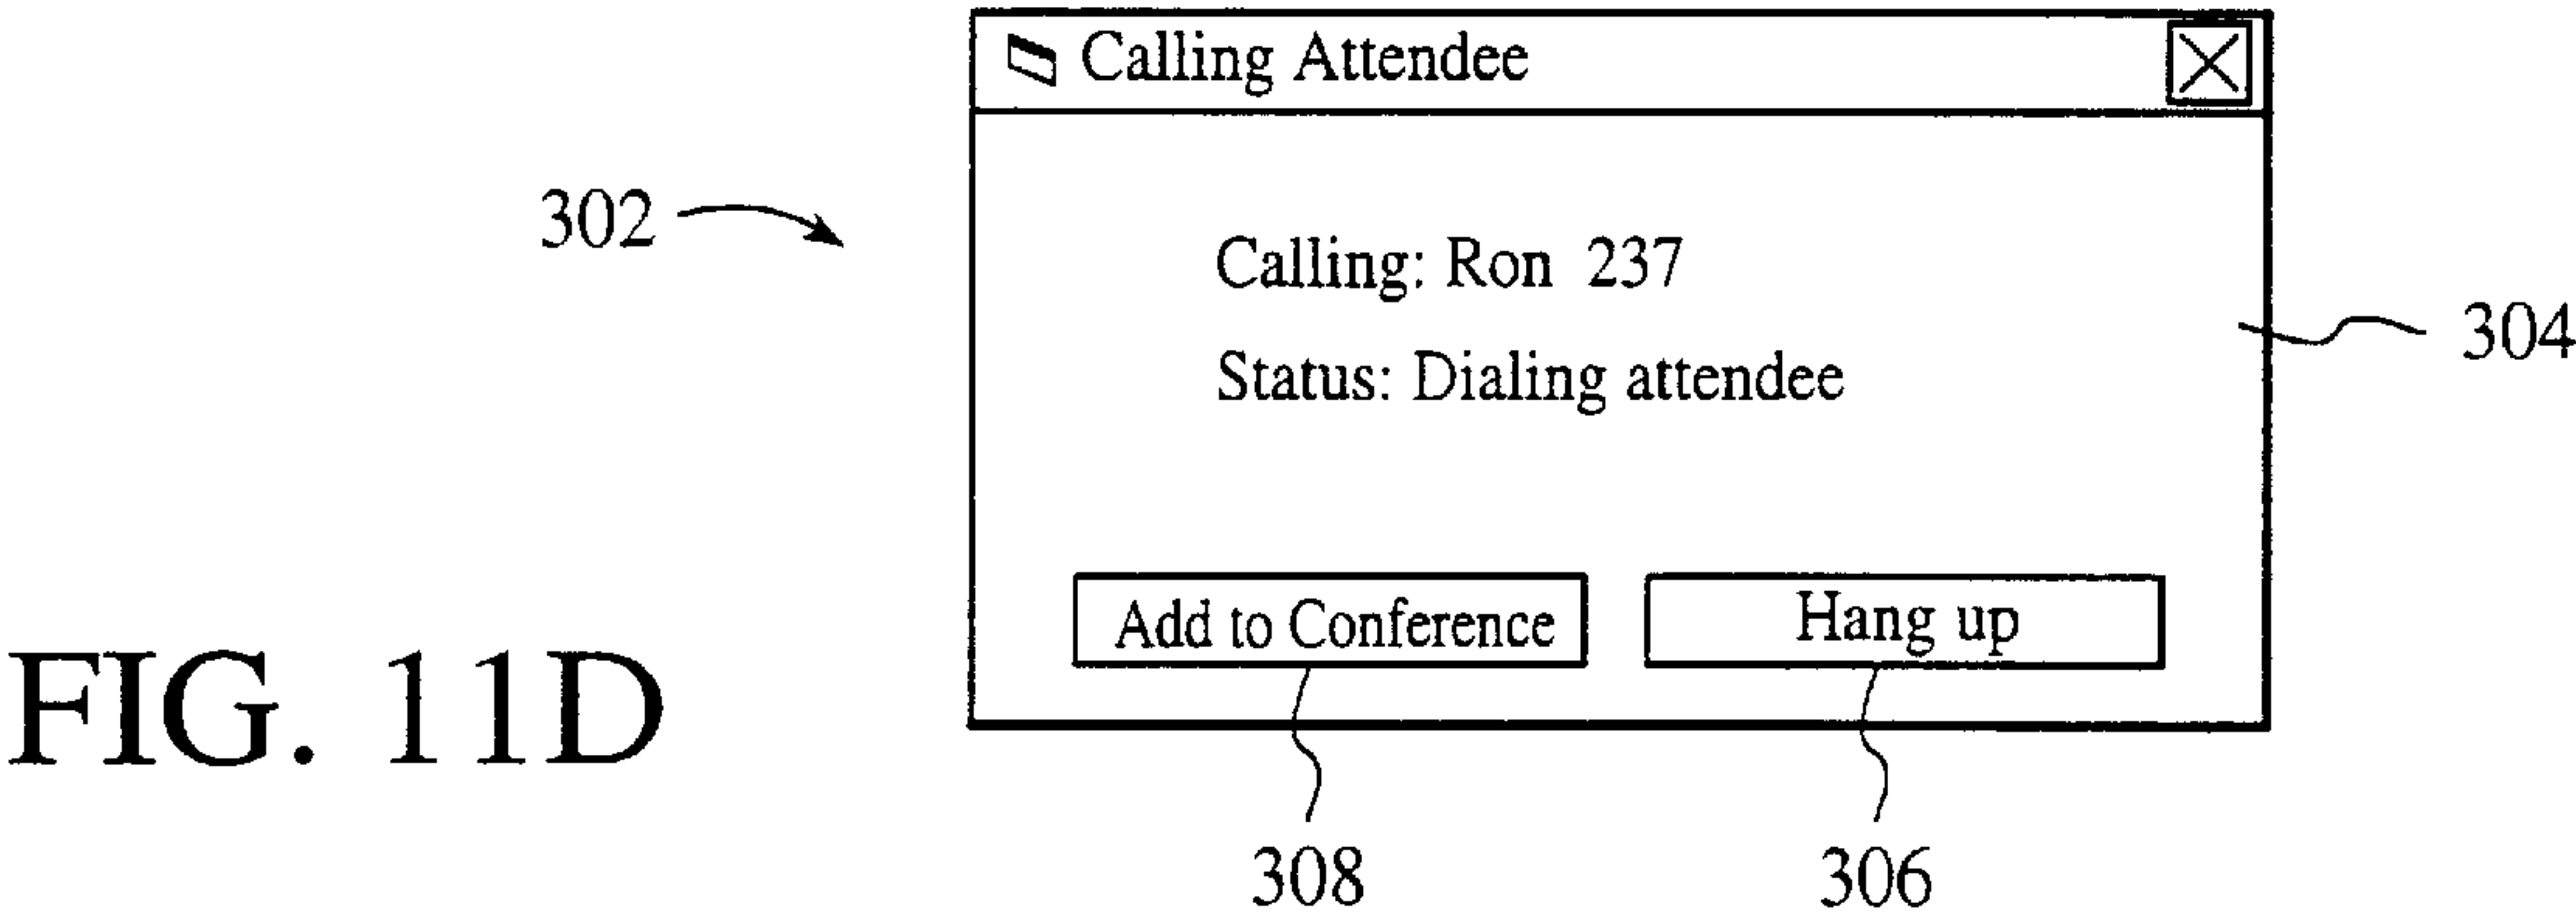 Calling Attendee
302
Calling: Ron 237
304
Status: Dialing attendee
Add to Conference
Hang up
FIG. 11D
308
306